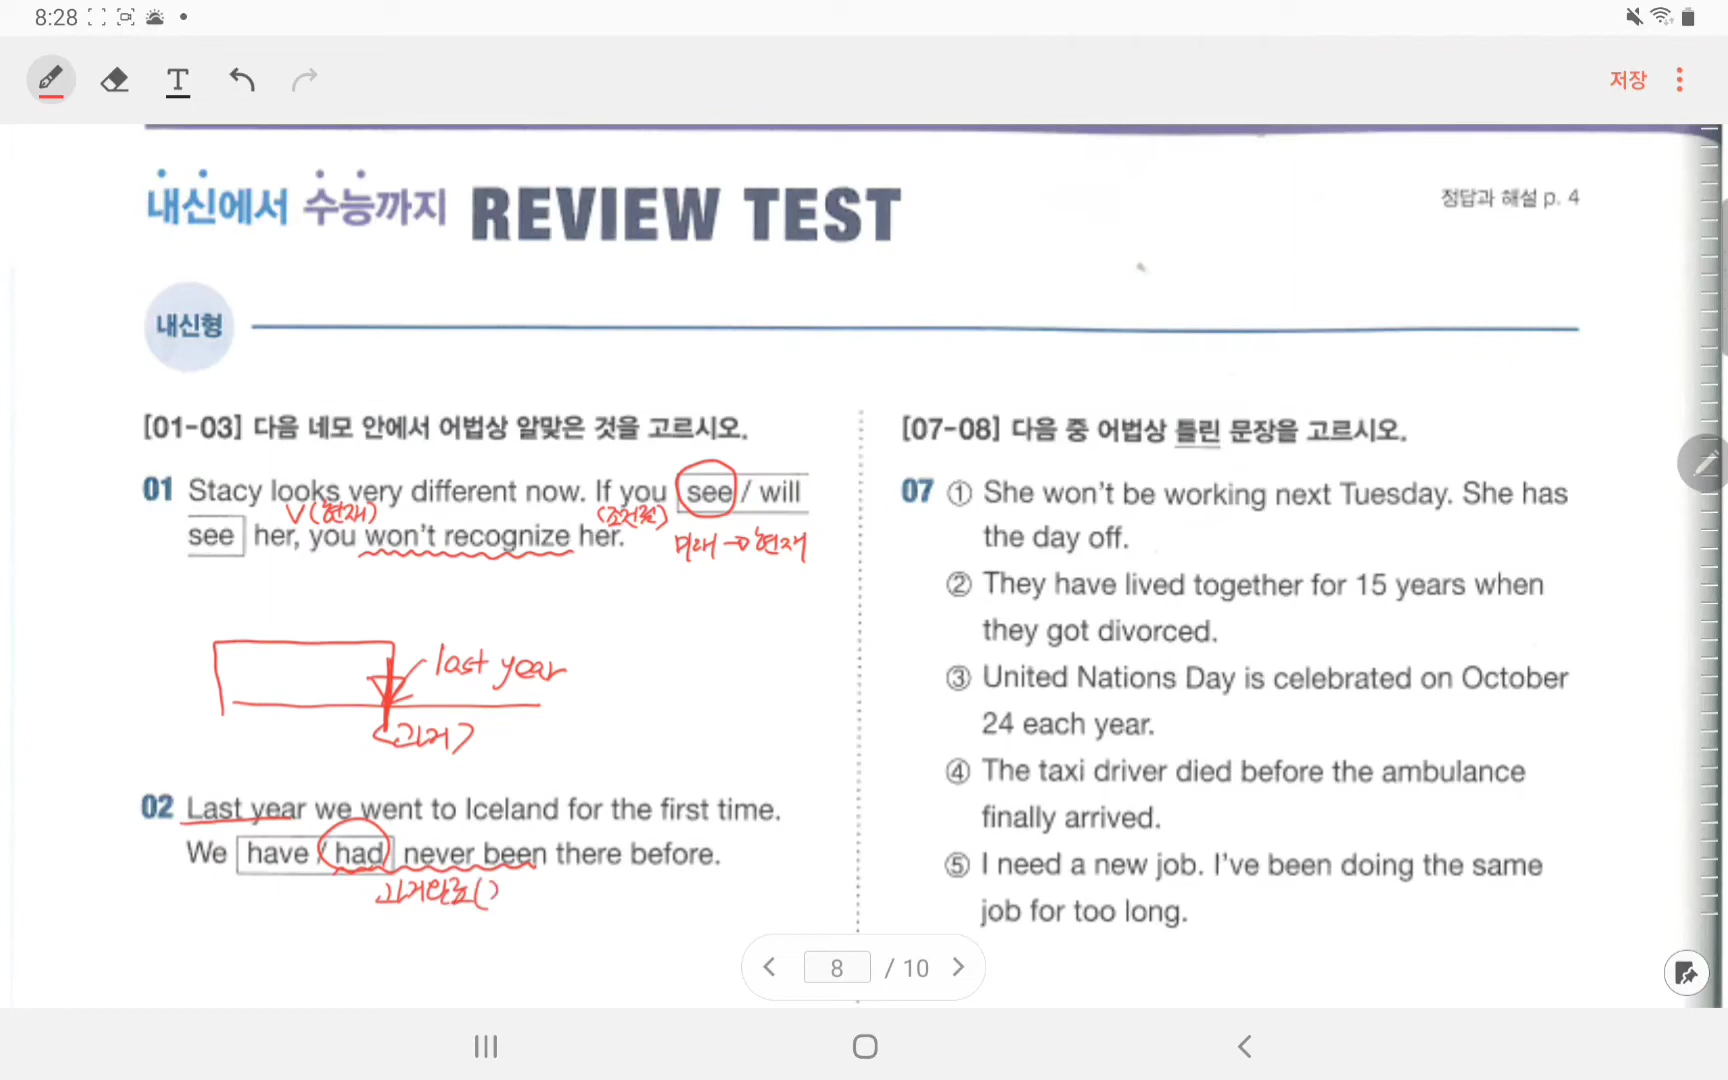 8:28
저장
내신에서 수능까지 REVIEW TEST
정답과 해설 p. 4
내신형
[01-03] 다음 네모 안에서 어법상 알맞은 것을 고르시오.
01 Stacy looks very different now. If you see / will
V (현재) (조건절)
see her, you won't recognize her.
미래 → 현재
last year
<과거>
02 Last year we went to Iceland for the first time.
We have / had never been there before.
과거완료( )
[07-08] 다음 중 어법상 틀린 문장을 고르시오.
07 ① She won't be working next Tuesday. She has
the day off.
② They have lived together for 15 years when
they got divorced.
③ United Nations Day is celebrated on October
24 each year.
④ The taxi driver died before the ambulance
finally arrived.
⑤ I need a new job. I've been doing the same
job for too long.
8 / 10